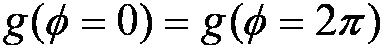 g(ϕ = 0) = g(ϕ = 2π)